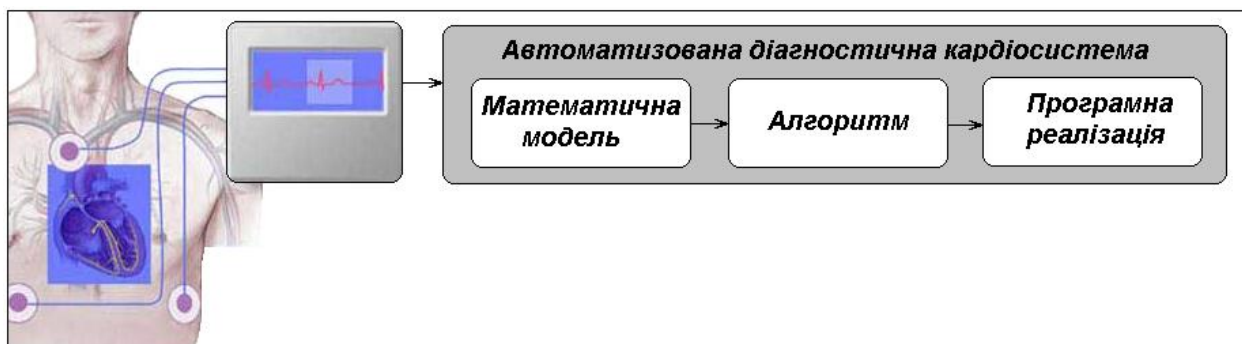 Автоматизована діагностична кардіосистема
Математична
модель
Алгоритм
Програмна
реалізація